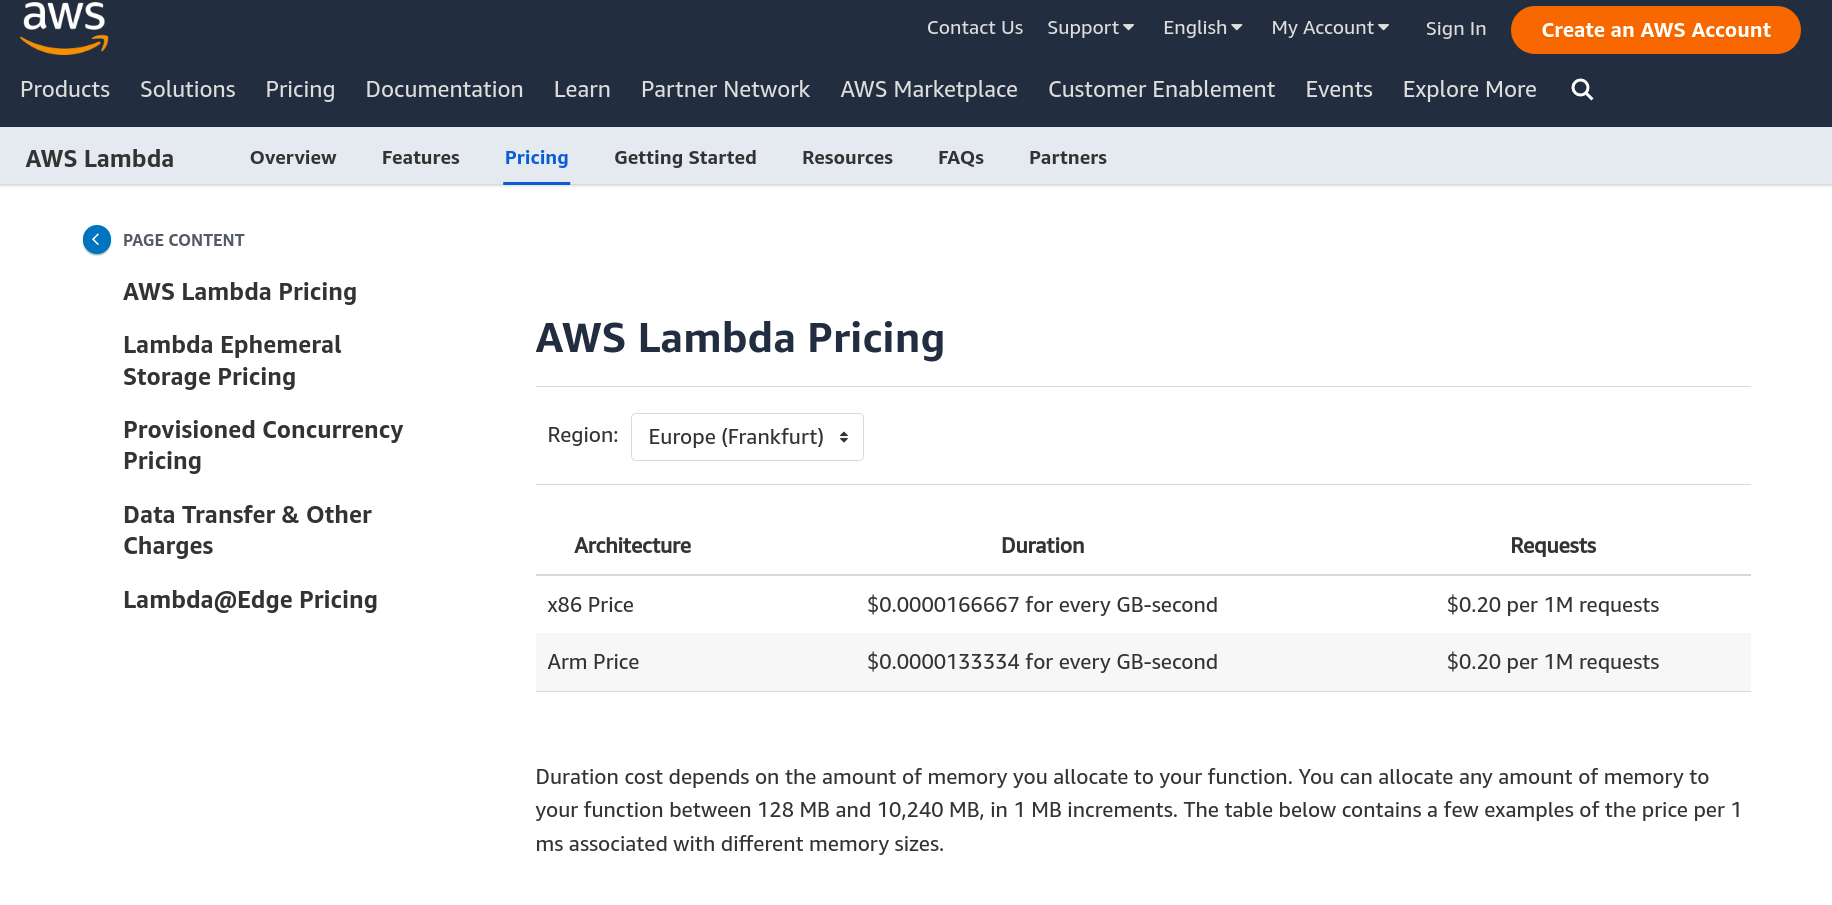 aws
Contact Us Support English My Account Sign In Create an AWS Account
Products Solutions Pricing Documentation Learn Partner Network AWS Marketplace Customer Enablement Events Explore More
AWS Lambda Overview Features Pricing Getting Started Resources FAQs Partners
PAGE CONTENT
AWS Lambda Pricing
Lambda Ephemeral
Storage Pricing
Provisioned Concurrency
Pricing
Data Transfer & Other
Charges
Lambda@Edge Pricing
AWS Lambda Pricing
Region: Europe (Frankfurt)
Architecture Duration Requests
x86 Price $0.0000166667 for every GB-second $0.20 per 1M requests
Arm Price $0.0000133334 for every GB-second $0.20 per 1M requests
Duration cost depends on the amount of memory you allocate to your function. You can allocate any amount of memory to
your function between 128 MB and 10,240 MB, in 1 MB increments. The table below contains a few examples of the price per 1
ms associated with different memory sizes.